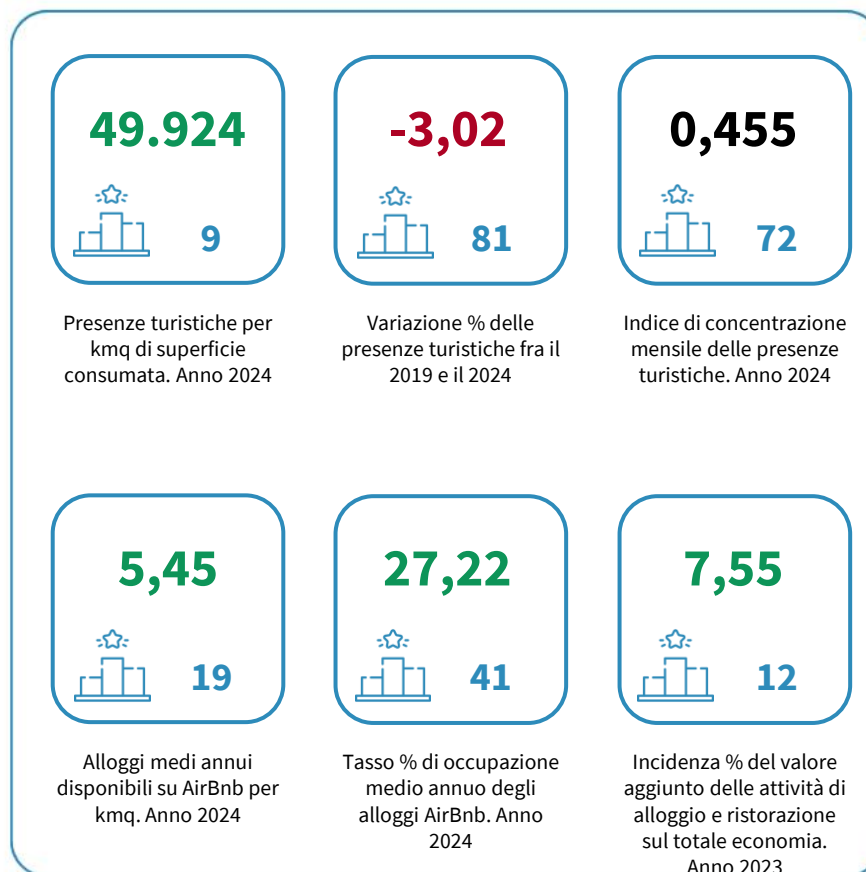 49.924
9
Presenze turistiche per
kmq di superficie
consumata. Anno 2024
-3,02
81
Variazione % delle
presenze turistiche fra il
2019 e il 2024
0,455
72
Indice di concentrazione
mensile delle presenze
turistiche. Anno 2024
5,45
19
Alloggi medi annui
disponibili su AirBnb per
kmq. Anno 2024
27,22
41
Tasso % di occupazione
medio annuo degli
alloggi AirBnb. Anno
2024
7,55
12
Incidenza % del valore
aggiunto delle attività di
alloggio e ristorazione
sul totale economia.
Anno 2023